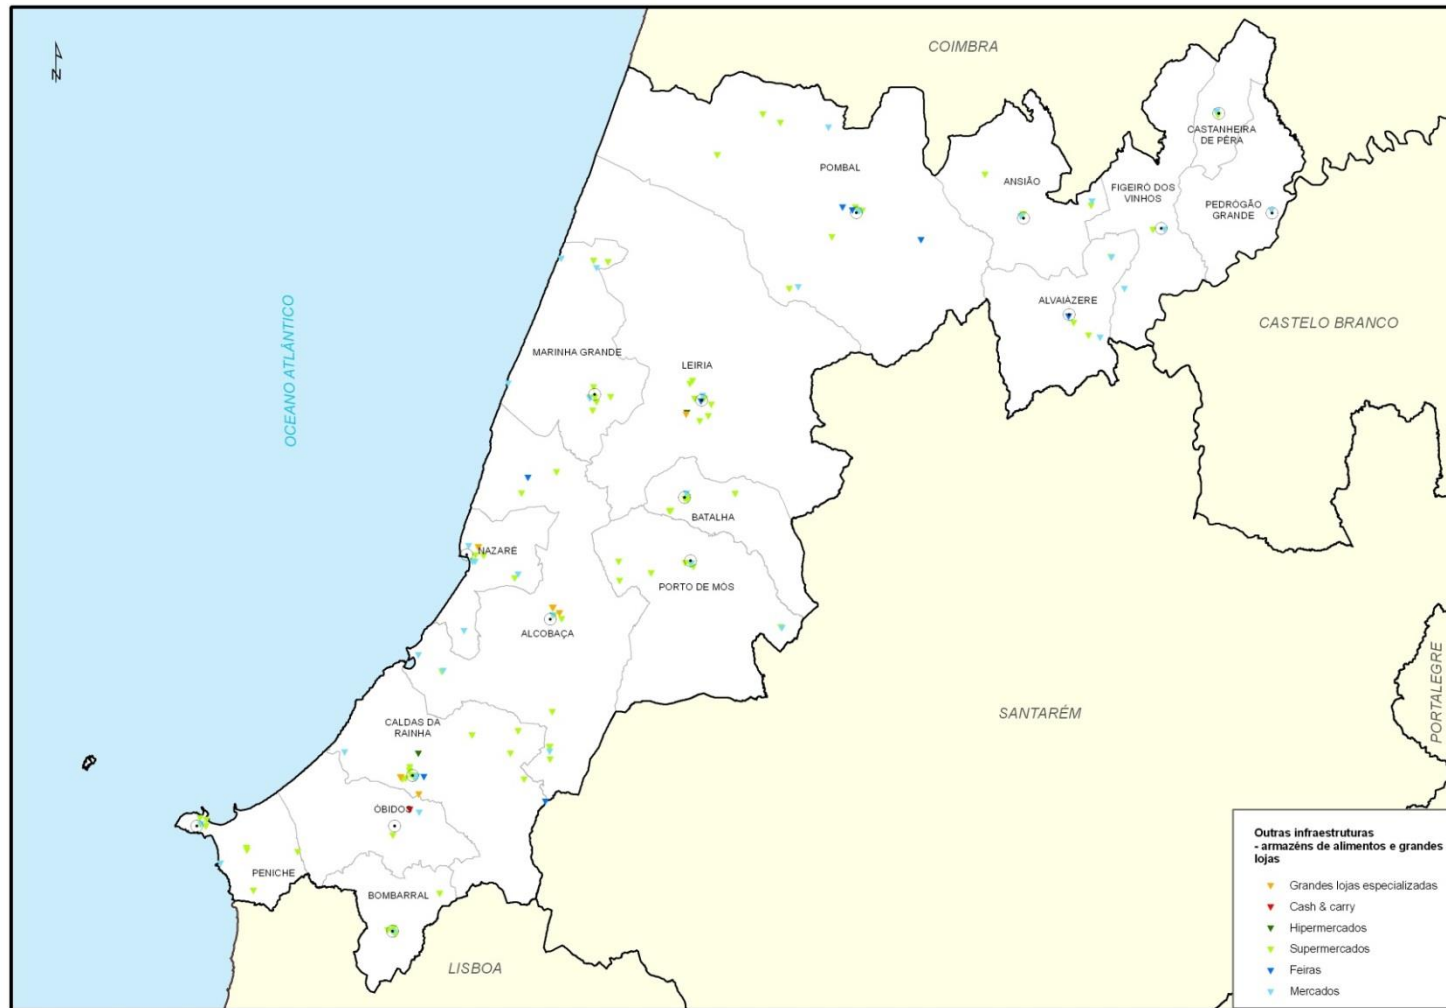 N
COIMBRA
CASTANHEIRA
DE PÊRA
POMBAL
ANSIÃO
FIGEIRÓ DOS
VINHOS
PEDRÓGÃO
GRANDE
ALVAIÁZERE
CASTELO BRANCO
OCEANO ATLÂNTICO
MARINHA GRANDE
LEIRIA
BATALHA
NAZARÉ
PORTO DE MÓS
ALCOBAÇA
SANTARÉM
PORTALEGRE
CALDAS DA
RAINHA
ÓBIDOS
PENICHE
BOMBARRAL
LISBOA
Outras infraestruturas
- armazéns de alimentos e grandes
lojas
Grandes lojas especializadas
Cash & carry
Hipermercados
Supermercados
Feiras
Mercados